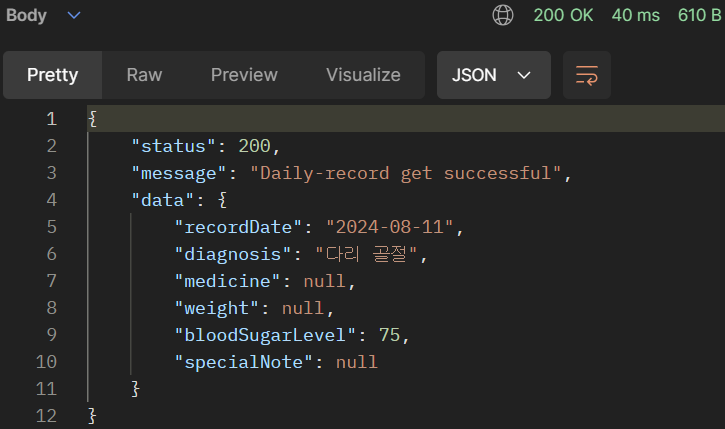 Body 200 OK 40 ms 610 B
Pretty Raw Preview Visualize JSON
1 {
2 "status": 200,
3 "message": "Daily-record get successful",
4 "data": {
5 "recordDate": "2024-08-11",
6 "diagnosis": "다리 골절",
7 "medicine": null,
8 "weight": null,
9 "bloodSugarLevel": 75,
10 "specialNote": null
11 }
12 }